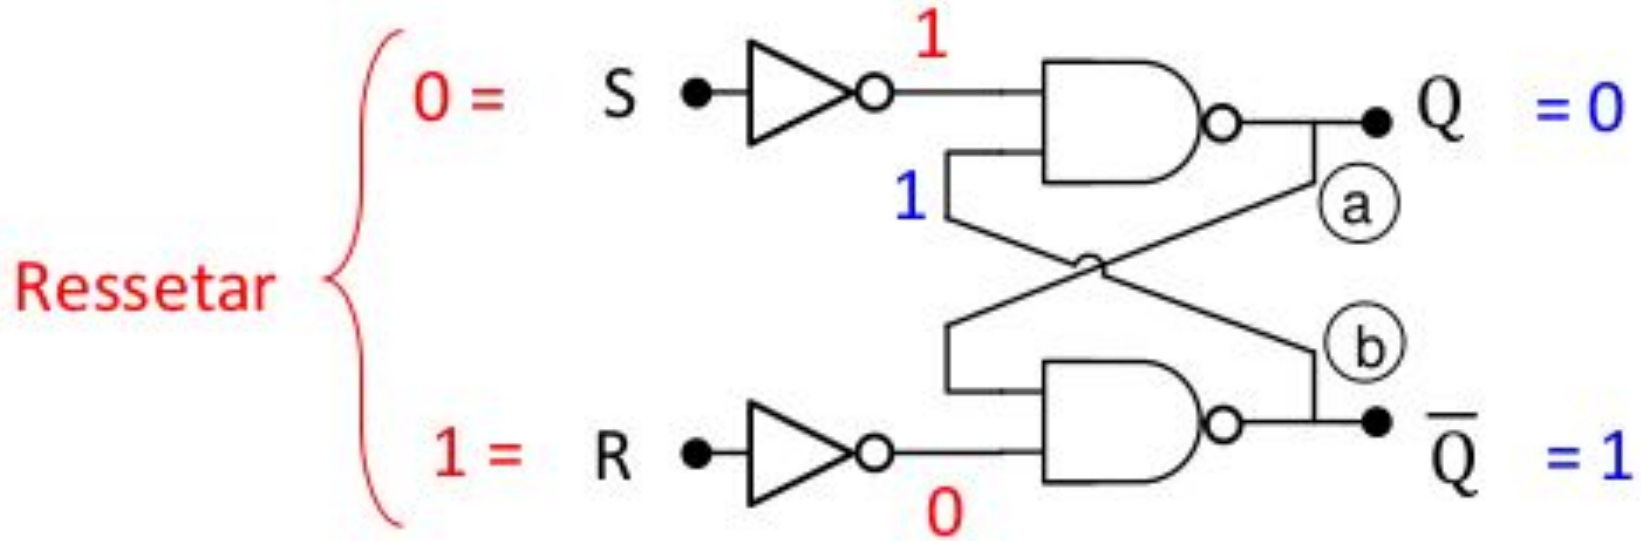 1
0 = S Q = 0
1 a
Ressetar
b
1 = R Q̅ = 1
0